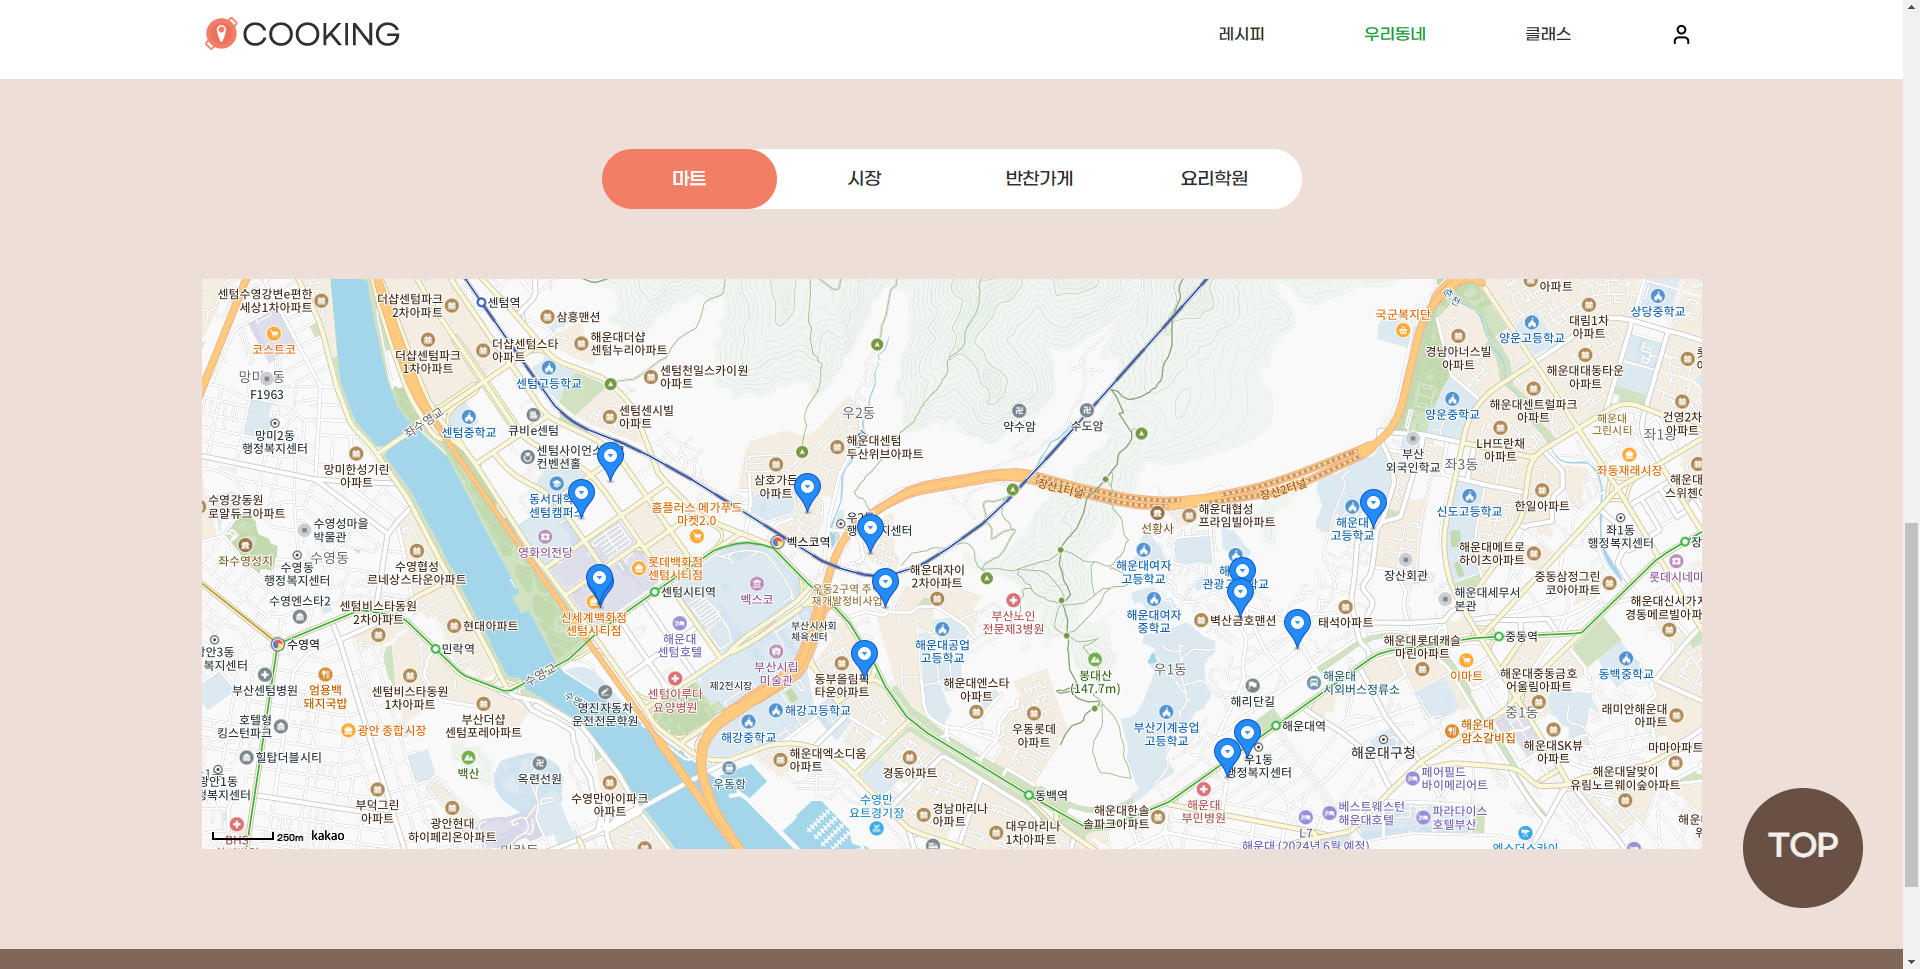 COOKING
레시피
우리동네
클래스
마트
시장
반찬가게
요리학원
센텀수영강변e편한
세상1차아파트
더샵센텀파크
2차아파트
센텀역
삼흥맨션
아파트
상당중학교
코스트코
더샵센텀파크
1차아파트
더샵센텀스타
아파트
해운대더샵
센텀누리아파트
국군복지단
양운고등학교
대림1차
아파트
경남아너스빌
아파트
F1963
센텀고등학교
센텀천일스카이원
아파트
해운대대동타운
아파트
망미2동
행정복지센터
좌수영교
센텀중학교
큐비e센텀
센텀센시빌
아파트
우2동
약수암
수도암
양운중학교
해운대센트럴파크
아파트
해운대
그린시티
건영2차
아파트
망미한성기린
아파트
컨벤션홀
해운대센텀
두산위브아파트
부산
외국인학교
좌3동
LH뜨란채
아파트
좌1동
좌동재래시장
수영강동원
로얄듀크아파트
수영성마을
박물관
동서대학
센텀캠퍼스
홈플러스 메가푸드
마켓2.0
삼호가든
아파트
장산1터널
장산2터널
선황사
해운대협성
프라임빌아파트
해운대
고등학교
신도고등학교
한일아파트
해운대
스위첸
좌수영성지
수영동
수영동
행정복지센터
르네상스타운아파트
영화의전당
롯데백화점
센텀시티점
벡스코역
해운대자이
2차아파트
해운대여자
고등학교
장산회관
해운대메트로
하이츠아파트
좌1동
행정복지센터
장산
롯데시네마
수영엔스타2
센텀비스타동원
2차아파트
현대아파트
신세계백화점
센텀시티점
센텀시티역
벡스코
우동2구역 주
재개발정비사업
부산시사회
체육센터
부산노인
전문제3병원
해운대여자
중학교
벽산금호맨션
태석아파트
해운대세무서
본관
중동삼정그린
코아아파트
해운대신시가지
경동메르빌아파트
수영역
민락역
해운대
센텀호텔
부산시립
미술관
해운대공업
고등학교
우1동
해운대롯데캐슬
마린아파트
중동역
부산센텀병원
엄용백
돼지국밥
센텀비스타동원
1차아파트
수영교
센텀이루다
요양병원
제2전시장
동부올림픽
타운아파트
해운대엔스타
아파트
봉대산
(147.7m)
해운대
시외버스정류소
이마트
해운대중동금호
어울림아파트
동백중학교
호텔형
킹스턴파크
광안 종합시장
부산더샵
센텀포레아파트
명진자동차
운전전문학원
해강중학교
해강고등학교
우동롯데
아파트
부산기계공업
고등학교
해리단길
해운대역
해운대구청
해운대
암소갈비집
중1동
래미안해운대
아파트
힐탑더블시티
백산
옥련선원
우동항
해운대엑소디움
아파트
경동아파트
우1동
행정복지센터
해운대SK뷰
아파트
마마아파트
부덕그린
아파트
광안현대
하이페리온아파트
수영만아이파크
아파트
수영만
요트경기장
경남마리나
아파트
대우마리나
1차아파트
동백역
해운대한솔
솔파크아파트
해운대
부민병원
페어필드
바이메리어트
베스트웨스턴
해운대호텔
파라다이스
호텔부산
해운대달맞이
유림노르웨이숲아파트
L7
해운대 (2024년 6월 예정)
250m
kakao
TOP